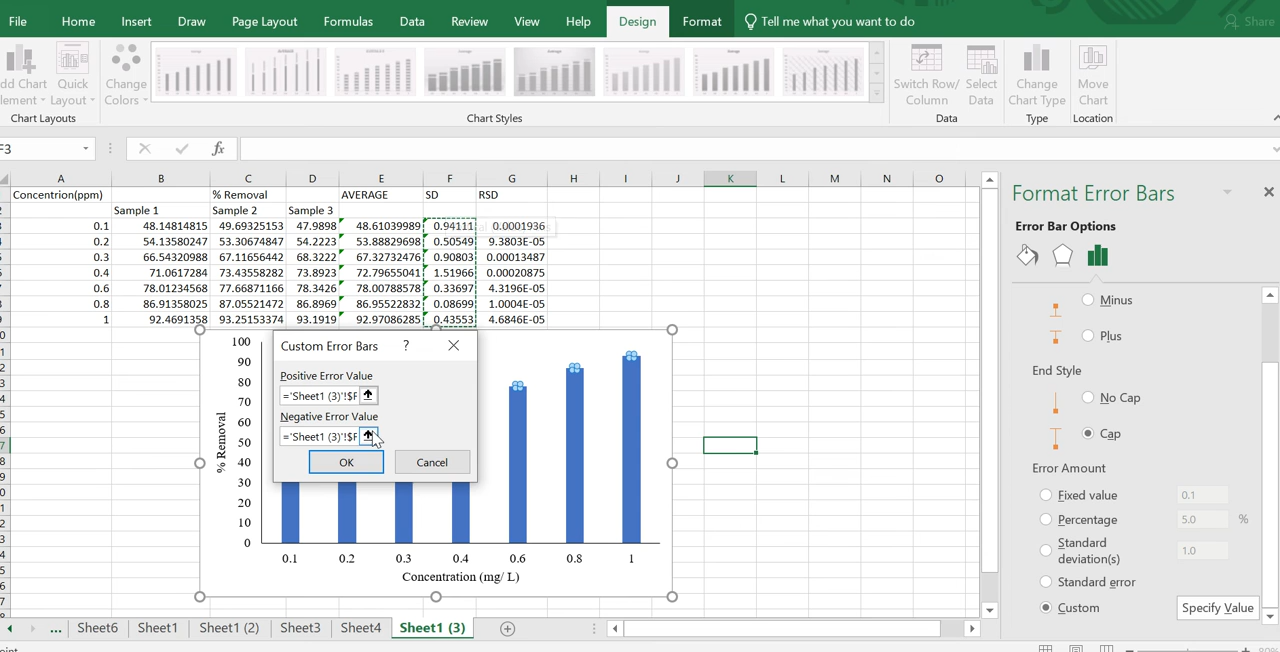 File Home Insert Draw Page Layout Formulas Data Review View Help Design Format Tell me what you want to do Share
dd Chart Quick Change Switch Row/ Select Change Move
lement Layout Colors Column Data Chart Type Chart
Chart Layouts Chart Styles Data Type Location
F3 fx
A B C D E F G H I J K L M N O
Concentrion(ppm) % Removal AVERAGE SD RSD
Sample 1 Sample 2 Sample 3
0.1 48.14814815 49.69325153 47.9898 48.61039989 0.94111 0.0001936
0.2 54.13580247 53.30674847 54.2223 53.88829698 0.50549 9.3803E-05
0.3 66.54320988 67.11656442 68.3222 67.32732476 0.90803 0.00013487
0.4 71.0617284 73.43558282 73.8923 72.79655041 1.51966 0.00020875
0.6 78.01234568 77.66871166 78.3426 78.00788578 0.33697 4.3196E-05
0.8 86.91358025 87.05521472 86.8969 86.95522832 0.08699 1.0004E-05
1 92.4691358 93.25153374 93.1919 92.97086285 0.43553 4.6846E-05
100
90
80
70
60
50
40
30
20
10
0
% Removal
0.1 0.2 0.3 0.4 0.6 0.8 1
Concentration (mg/ L)
Custom Error Bars ?
Positive Error Value
='Sheet1 (3)'!$F
Negative Error Value
='Sheet1 (3)'!$F
OK Cancel
Format Error Bars
Error Bar Options
Minus
Plus
End Style
No Cap
Cap
Error Amount
Fixed value 0.1
Percentage 5.0 %
Standard
deviation(s) 1.0
Standard error
Custom Specify Value
... Sheet6 Sheet1 Sheet1 (2) Sheet3 Sheet4 Sheet1 (3)
oint 80%